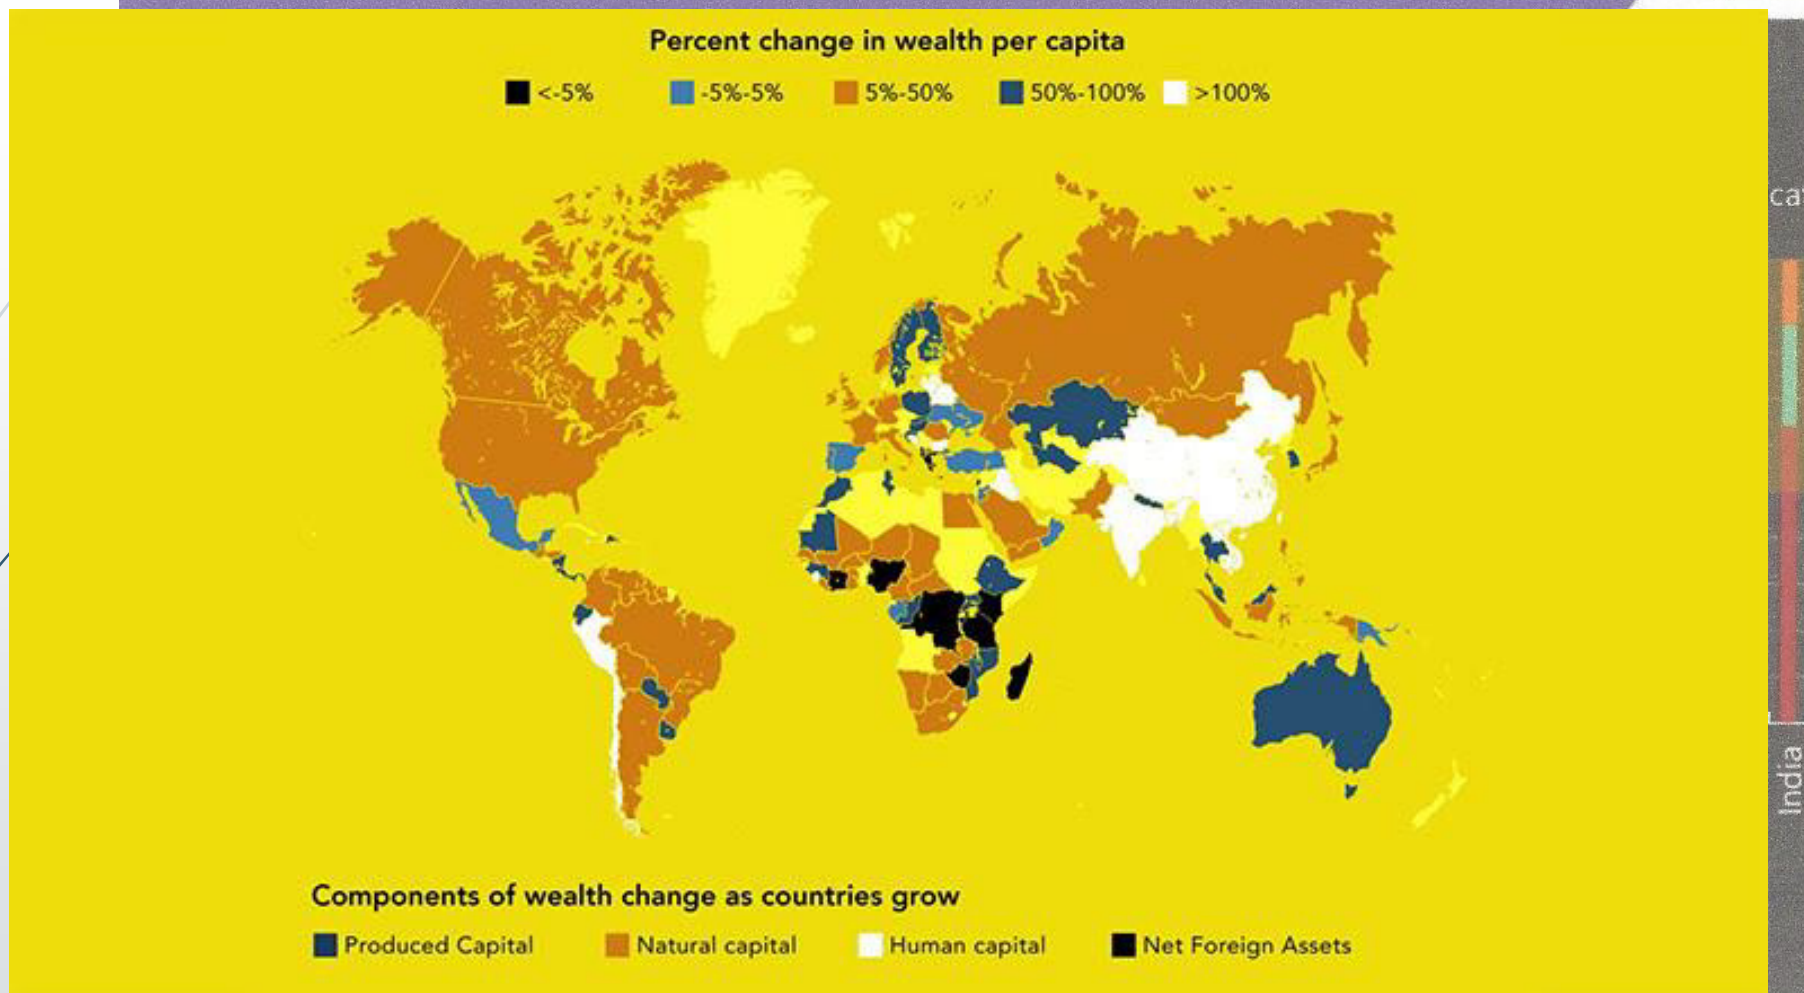 Percent change in wealth per capita
<-5% -5%-5% 5%-50% 50%-100% >100%
Components of wealth change as countries grow
Produced Capital Natural capital Human capital Net Foreign Assets
India